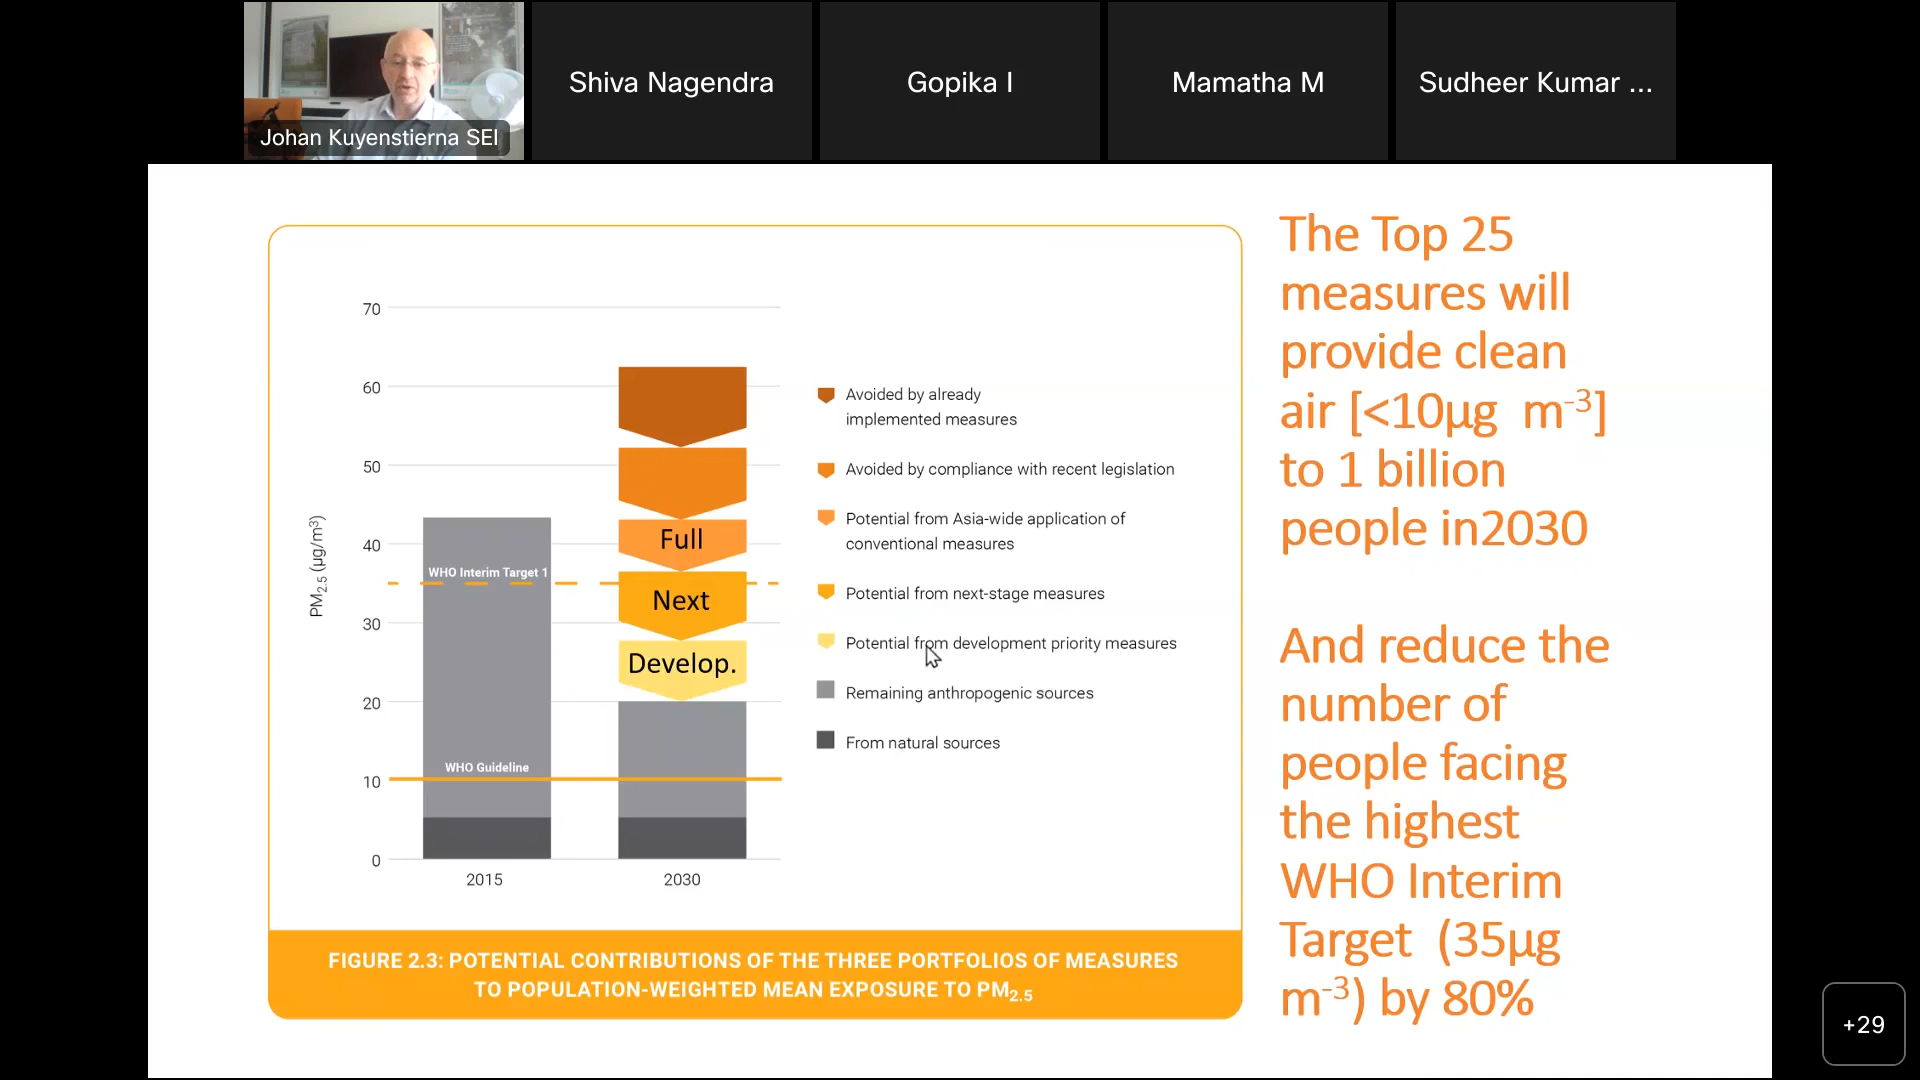 Johan Kuyenstierna SEI
Shiva Nagendra
Gopika I
Mamatha M
Sudheer Kumar ...
70
60
50
40
30
20
10
0
PM2.5 (µg/m³)
WHO Interim Target 1
WHO Guideline
2015
2030
Full
Next
Develop.
Avoided by already
implemented measures
Avoided by compliance with recent legislation
Potential from Asia-wide application of
conventional measures
Potential from next-stage measures
Potential from development priority measures
Remaining anthropogenic sources
From natural sources
FIGURE 2.3: POTENTIAL CONTRIBUTIONS OF THE THREE PORTFOLIOS OF MEASURES
TO POPULATION-WEIGHTED MEAN EXPOSURE TO PM2.5
The Top 25
measures will
provide clean
air [<10µg m⁻³]
to 1 billion
people in2030
And reduce the
number of
people facing
the highest
WHO Interim
Target (35µg
m⁻³) by 80%
+29